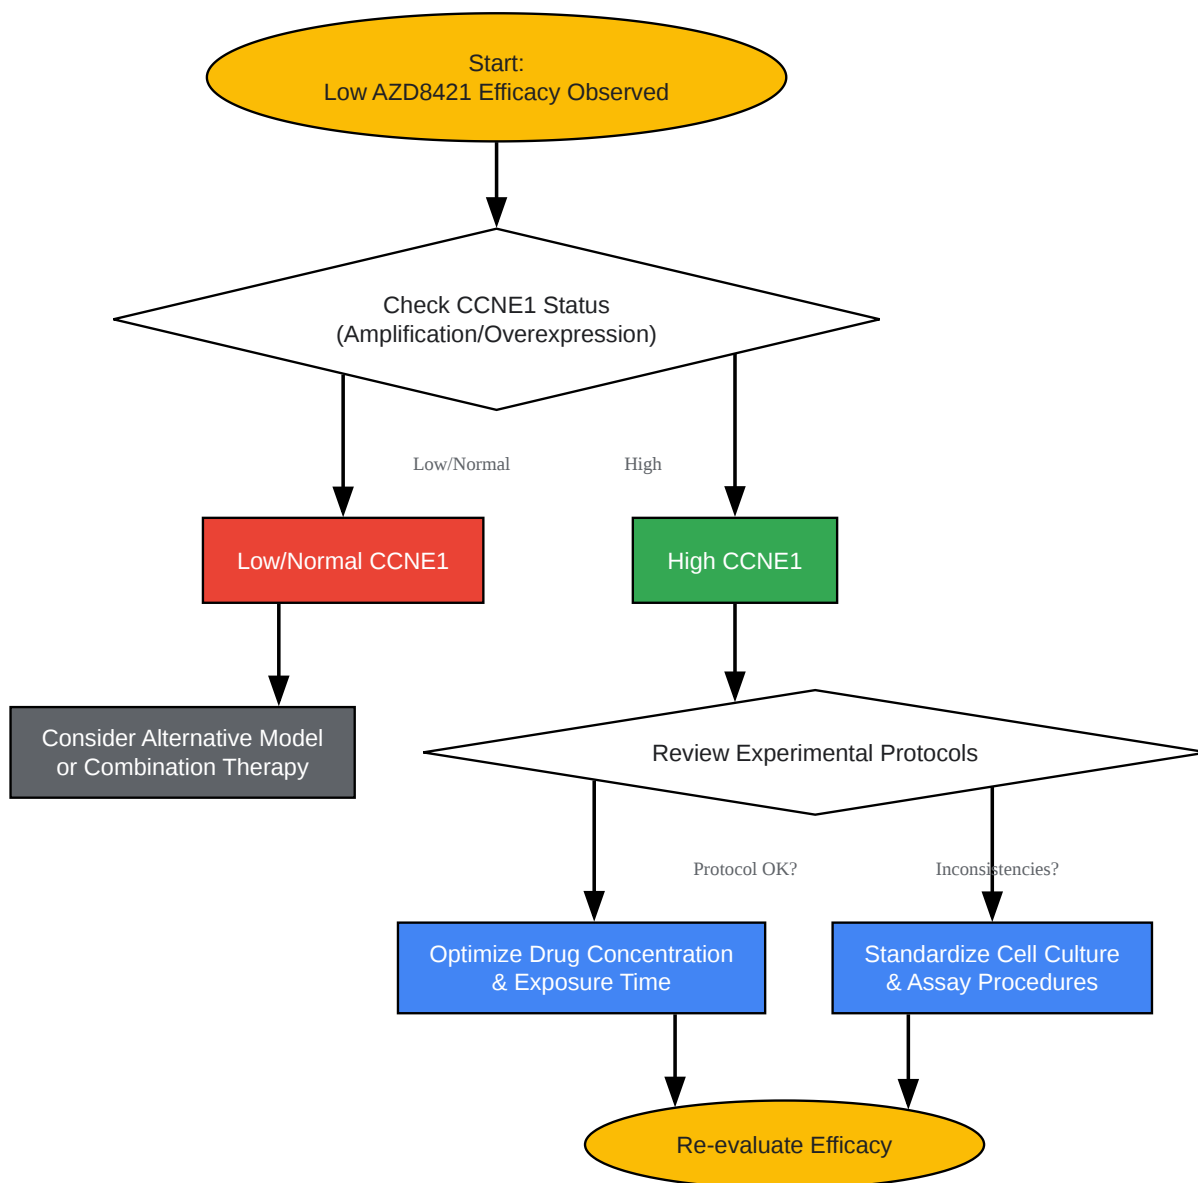 Start:
Low AZD8421 Efficacy Observed
Check CCNE1 Status
(Amplification/Overexpression)
Low/Normal
High
Low/Normal CCNE1
High CCNE1
Consider Alternative Model
or Combination Therapy
Review Experimental Protocols
Protocol OK?
Inconsistencies?
Optimize Drug Concentration
& Exposure Time
Standardize Cell Culture
& Assay Procedures
Re-evaluate Efficacy